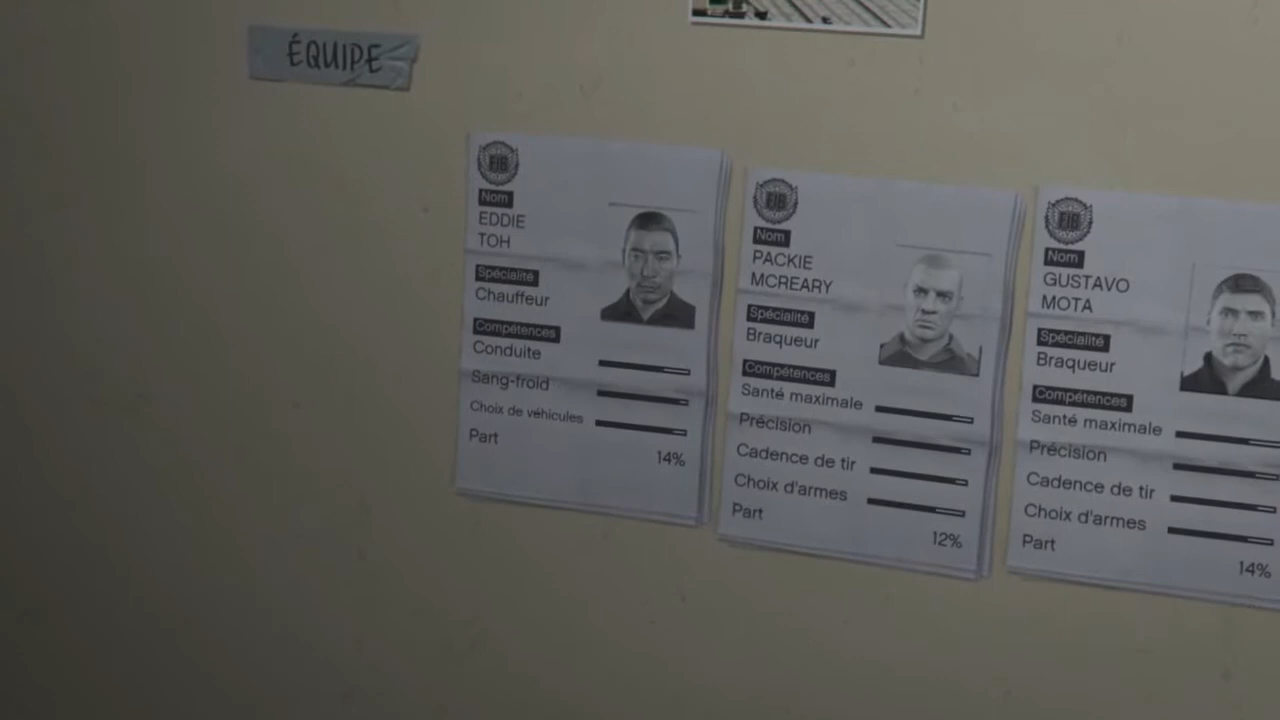 ÉQUIPE
FIB
Nom
EDDIE
TOH
Spécialité
Chauffeur
Compétences
Conduite
Sang-froid
Choix de véhicules
Part
14%
FIB
Nom
PACKIE
MCREARY
Spécialité
Braqueur
Compétences
Santé maximale
Précision
Cadence de tir
Choix d'armes
Part
12%
FIB
Nom
GUSTAVO
MOTA
Spécialité
Braqueur
Compétences
Santé maximale
Précision
Cadence de tir
Choix d'armes
Part
14%